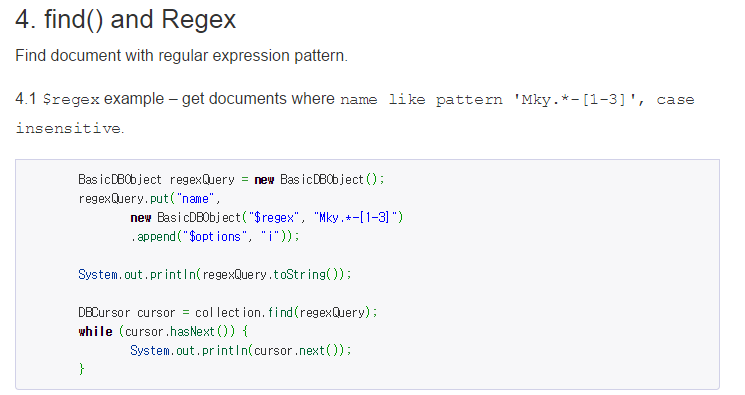 4. find() and Regex
Find document with regular expression pattern.
4.1 $regex example – get documents where name like pattern 'Mky.*-[1-3]', case
insensitive.
BasicDBObject regexQuery = new BasicDBObject();
regexQuery.put("name",
new BasicDBObject("$regex", "Mky.*-[1-3]")
.append("$options", "i"));
System.out.println(regexQuery.toString());
DBCursor cursor = collection.find(regexQuery);
while (cursor.hasNext()) {
System.out.println(cursor.next());
}